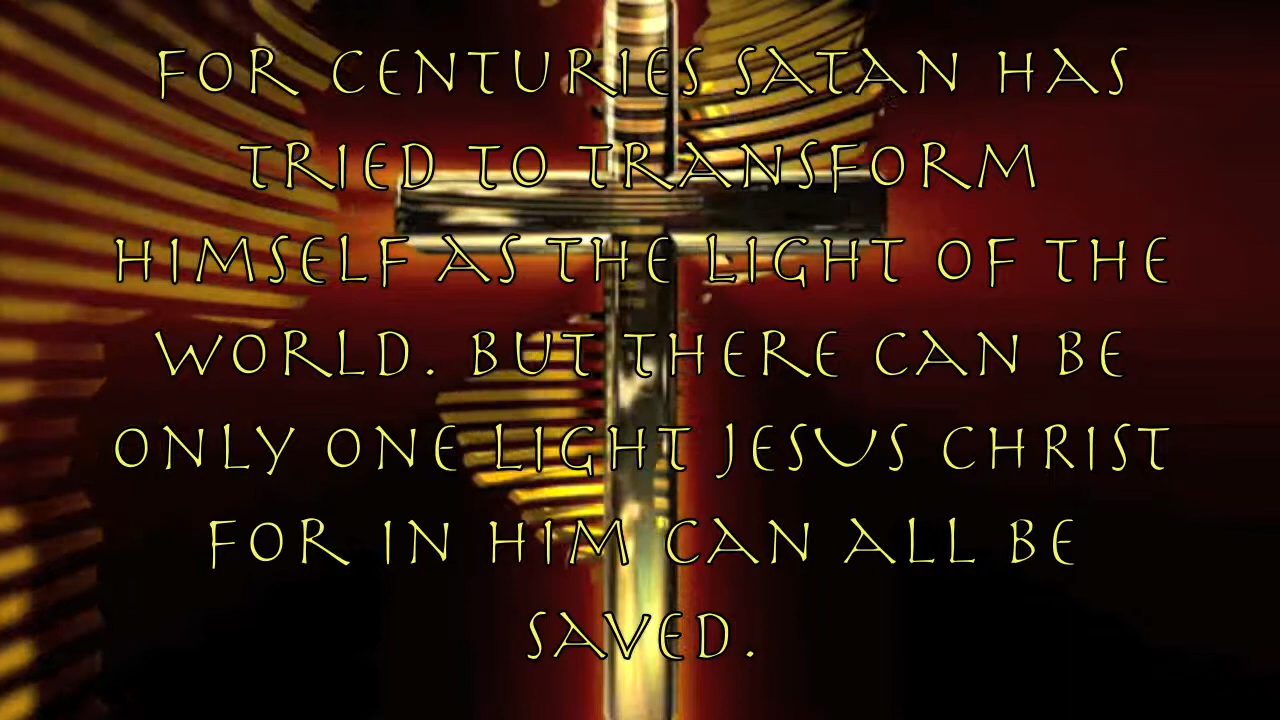 FOR CENTURIES SATAN HAS
TRIED TO TRANSFORM
HIMSELF AS THE LIGHT OF THE
WORLD. BUT THERE CAN BE
ONLY ONE LIGHT JESUS CHRIST
FOR IN HIM CAN ALL BE
SAVED.